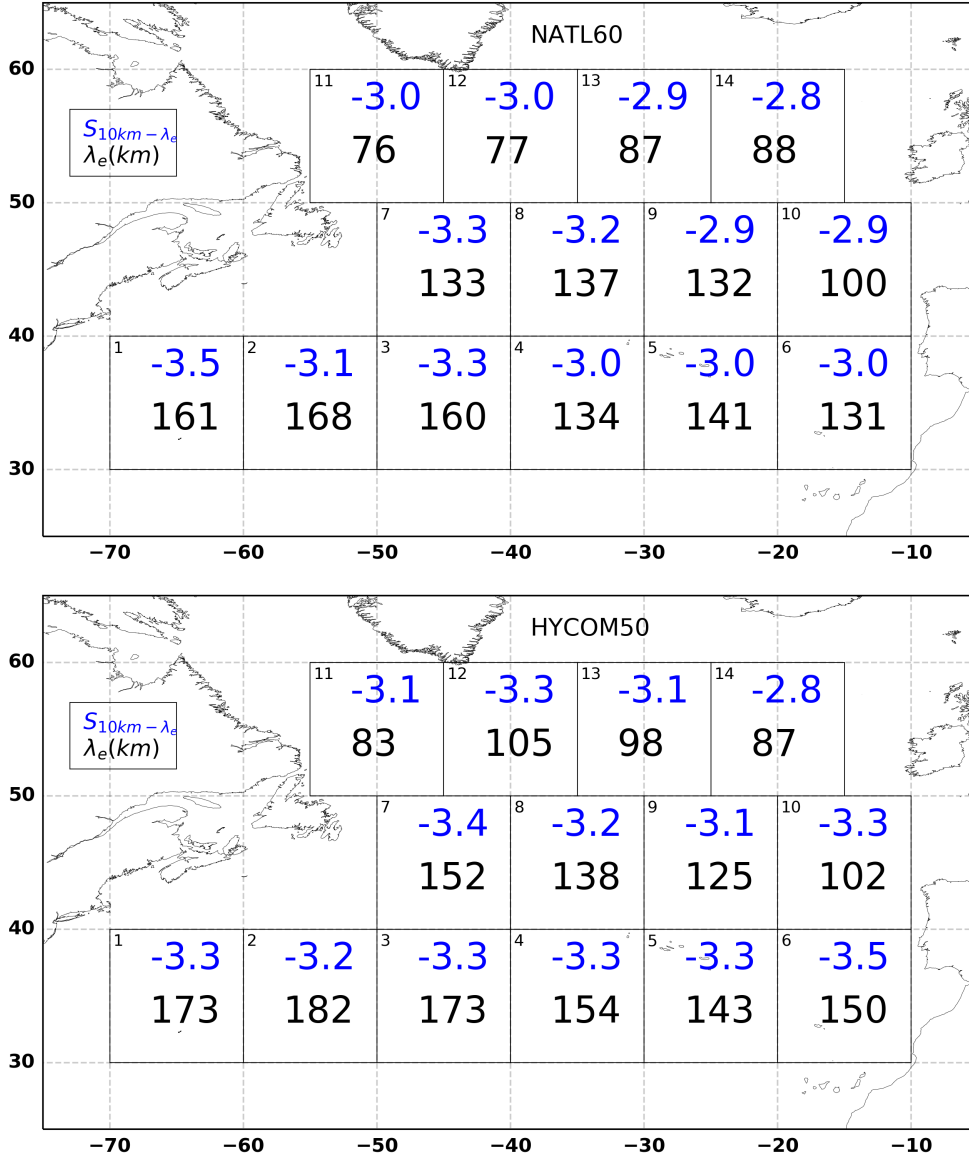 NATL60
60
11 12 13 14
-3.0 -3.0 -2.9 -2.8
S10km−λe
λe(km)
76 77 87 88
50
7 8 9 10
-3.3 -3.2 -2.9 -2.9
133 137 132 100
40
1 2 3 4 5 6
-3.5 -3.1 -3.3 -3.0 -3.0 -3.0
161 168 160 134 141 131
30
−70 −60 −50 −40 −30 −20 −10
HYCOM50
60
11 12 13 14
-3.1 -3.3 -3.1 -2.8
S10km−λe
λe(km)
83 105 98 87
50
7 8 9 10
-3.4 -3.2 -3.1 -3.3
152 138 125 102
40
1 2 3 4 5 6
-3.3 -3.2 -3.3 -3.3 -3.3 -3.5
173 182 173 154 143 150
30
−70 −60 −50 −40 −30 −20 −10